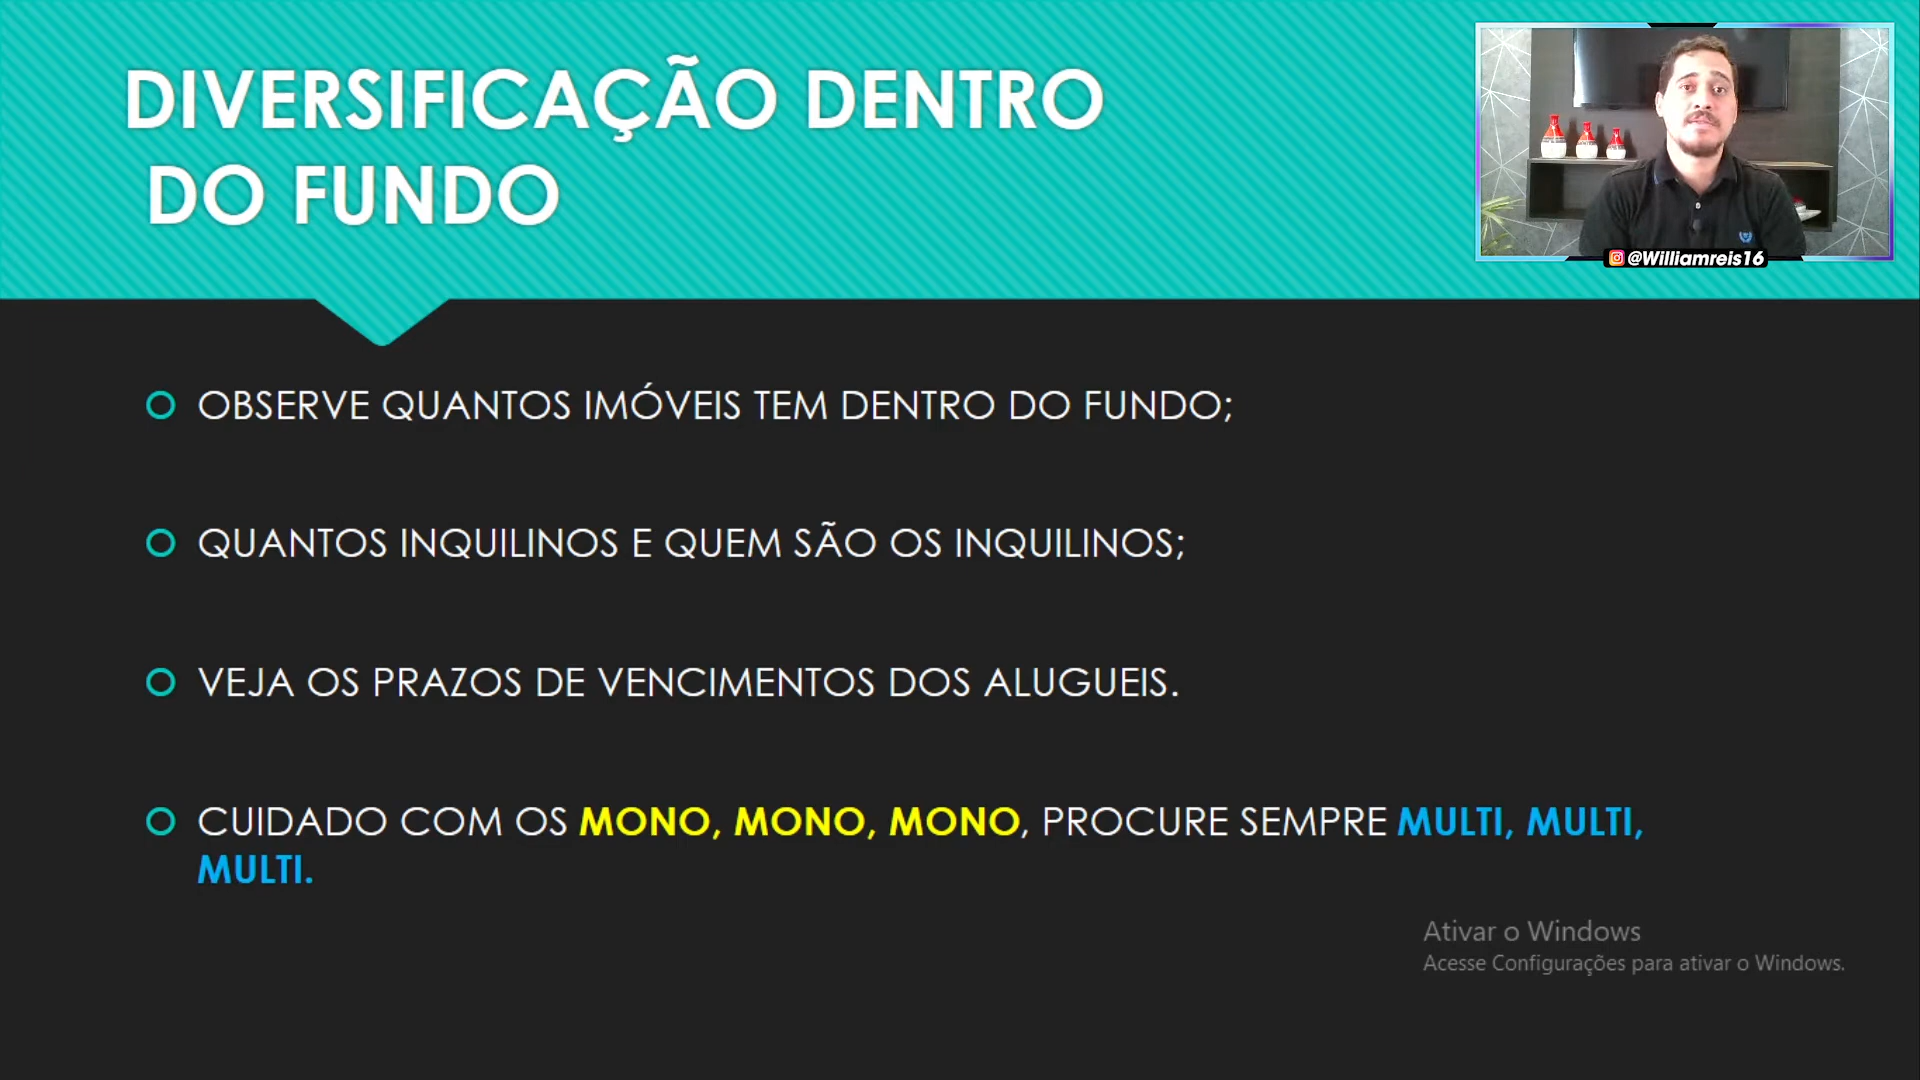 DIVERSIFICAÇÃO DENTRO
DO FUNDO
@Williamreis16
OBSERVE QUANTOS IMÓVEIS TEM DENTRO DO FUNDO;
QUANTOS INQUILINOS E QUEM SÃO OS INQUILINOS;
VEJA OS PRAZOS DE VENCIMENTOS DOS ALUGUEIS.
CUIDADO COM OS MONO, MONO, MONO, PROCURE SEMPRE MULTI, MULTI,
MULTI.
Ativar o Windows
Acesse Configurações para ativar o Windows.